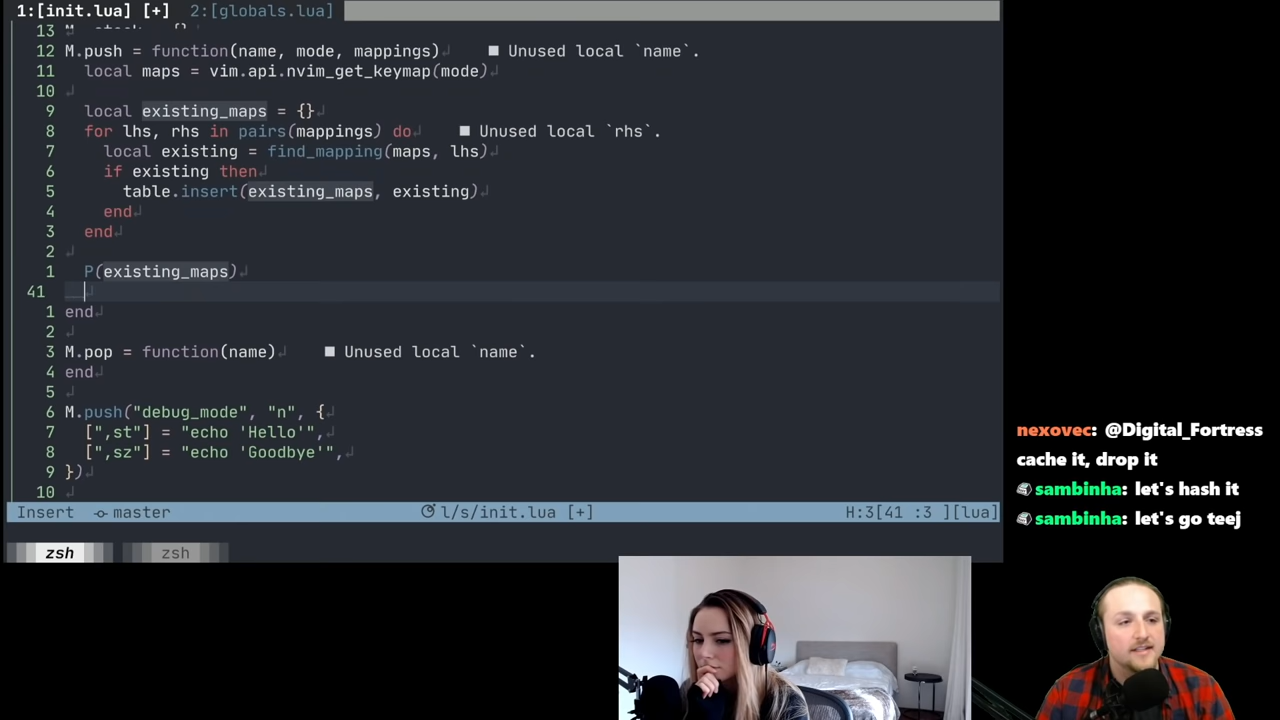 1:[init.lua] [+] 2:[globals.lua]
13
12 M.push = function(name, mode, mappings) ■ Unused local `name`.
11 local maps = vim.api.nvim_get_keymap(mode)
10
9 local existing_maps = {}
8 for lhs, rhs in pairs(mappings) do ■ Unused local `rhs`.
7 local existing = find_mapping(maps, lhs)
6 if existing then
5 table.insert(existing_maps, existing)
4 end
3 end
2
1 P(existing_maps)
41
1 end
2
3 M.pop = function(name) ■ Unused local `name`.
4 end
5
6 M.push("debug_mode", "n", {
7 [",st"] = "echo 'Hello'",
8 [",sz"] = "echo 'Goodbye'",
9 })
10
Insert master l/s/init.lua [+] H:3[41 :3 ][lua]
zsh zsh
nexovec: @Digital_Fortress
cache it, drop it
sambinha: let's hash it
sambinha: let's go teej